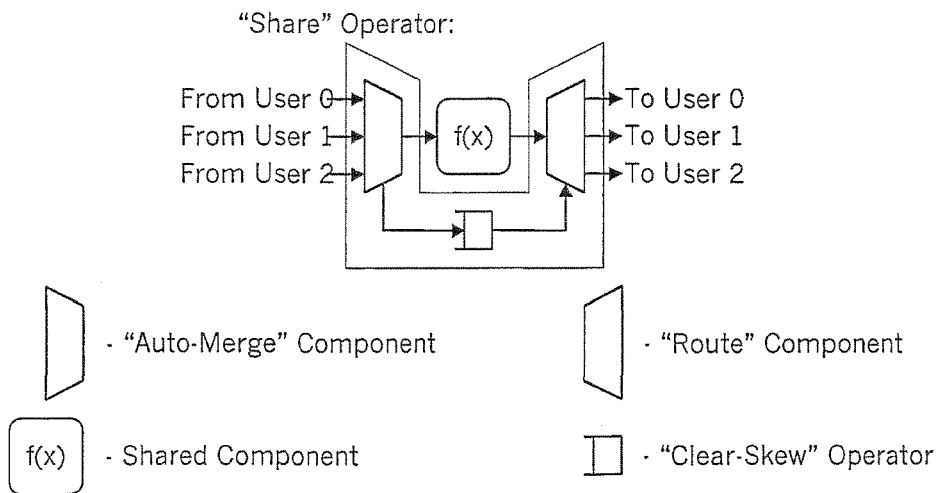 “Share” Operator:
From User 0
To User 0
From User 1
f(x)
To User 1
From User 2
To User 2
- “Auto-Merge” Component
- “Route” Component
f(x)
- Shared Component
- “Clear-Skew” Operator